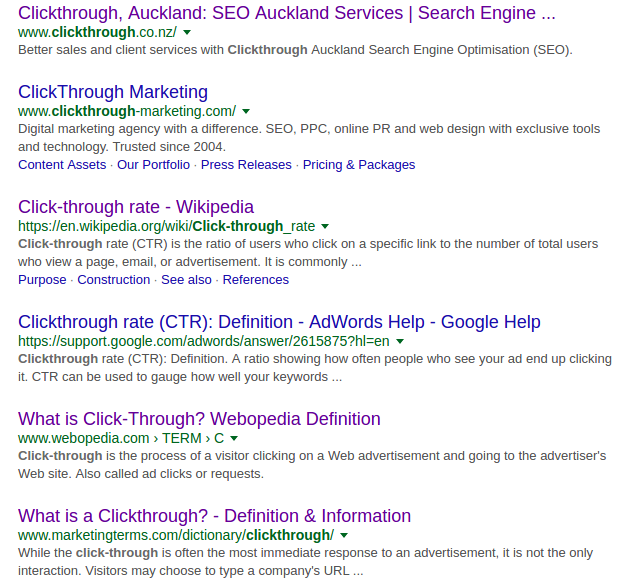 Clickthrough, Auckland: SEO Auckland Services | Search Engine ...
www.clickthrough.co.nz/
Better sales and client services with Clickthrough Auckland Search Engine Optimisation (SEO).
ClickThrough Marketing
www.clickthrough-marketing.com/
Digital marketing agency with a difference. SEO, PPC, online PR and web design with exclusive tools
and technology. Trusted since 2004.
Content Assets · Our Portfolio · Press Releases · Pricing & Packages
Click-through rate - Wikipedia
https://en.wikipedia.org/wiki/Click-through_rate
Click-through rate (CTR) is the ratio of users who click on a specific link to the number of total users
who view a page, email, or advertisement. It is commonly ...
Purpose · Construction · See also · References
Clickthrough rate (CTR): Definition - AdWords Help - Google Help
https://support.google.com/adwords/answer/2615875?hl=en
Clickthrough rate (CTR): Definition. A ratio showing how often people who see your ad end up clicking
it. CTR can be used to gauge how well your keywords ...
What is Click-Through? Webopedia Definition
www.webopedia.com › TERM › C
Click-through is the process of a visitor clicking on a Web advertisement and going to the advertiser's
Web site. Also called ad clicks or requests.
What is a Clickthrough? - Definition & Information
www.marketingterms.com/dictionary/clickthrough/
While the click-through is often the most immediate response to an advertisement, it is not the only
interaction. Visitors may choose to type a company's URL ...